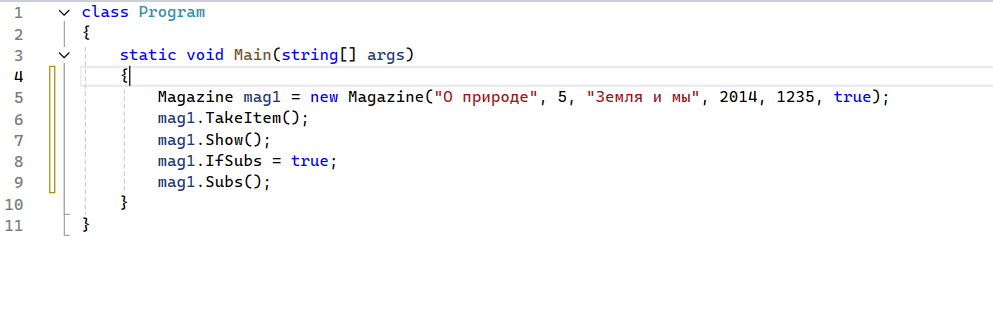 1 class Program
2 {
3 static void Main(string[] args)
4 {
5 Magazine mag1 = new Magazine("О природе", 5, "Земля и мы", 2014, 1235, true);
6 mag1.TakeItem();
7 mag1.Show();
8 mag1.IfSubs = true;
9 mag1.Subs();
10 }
11 }